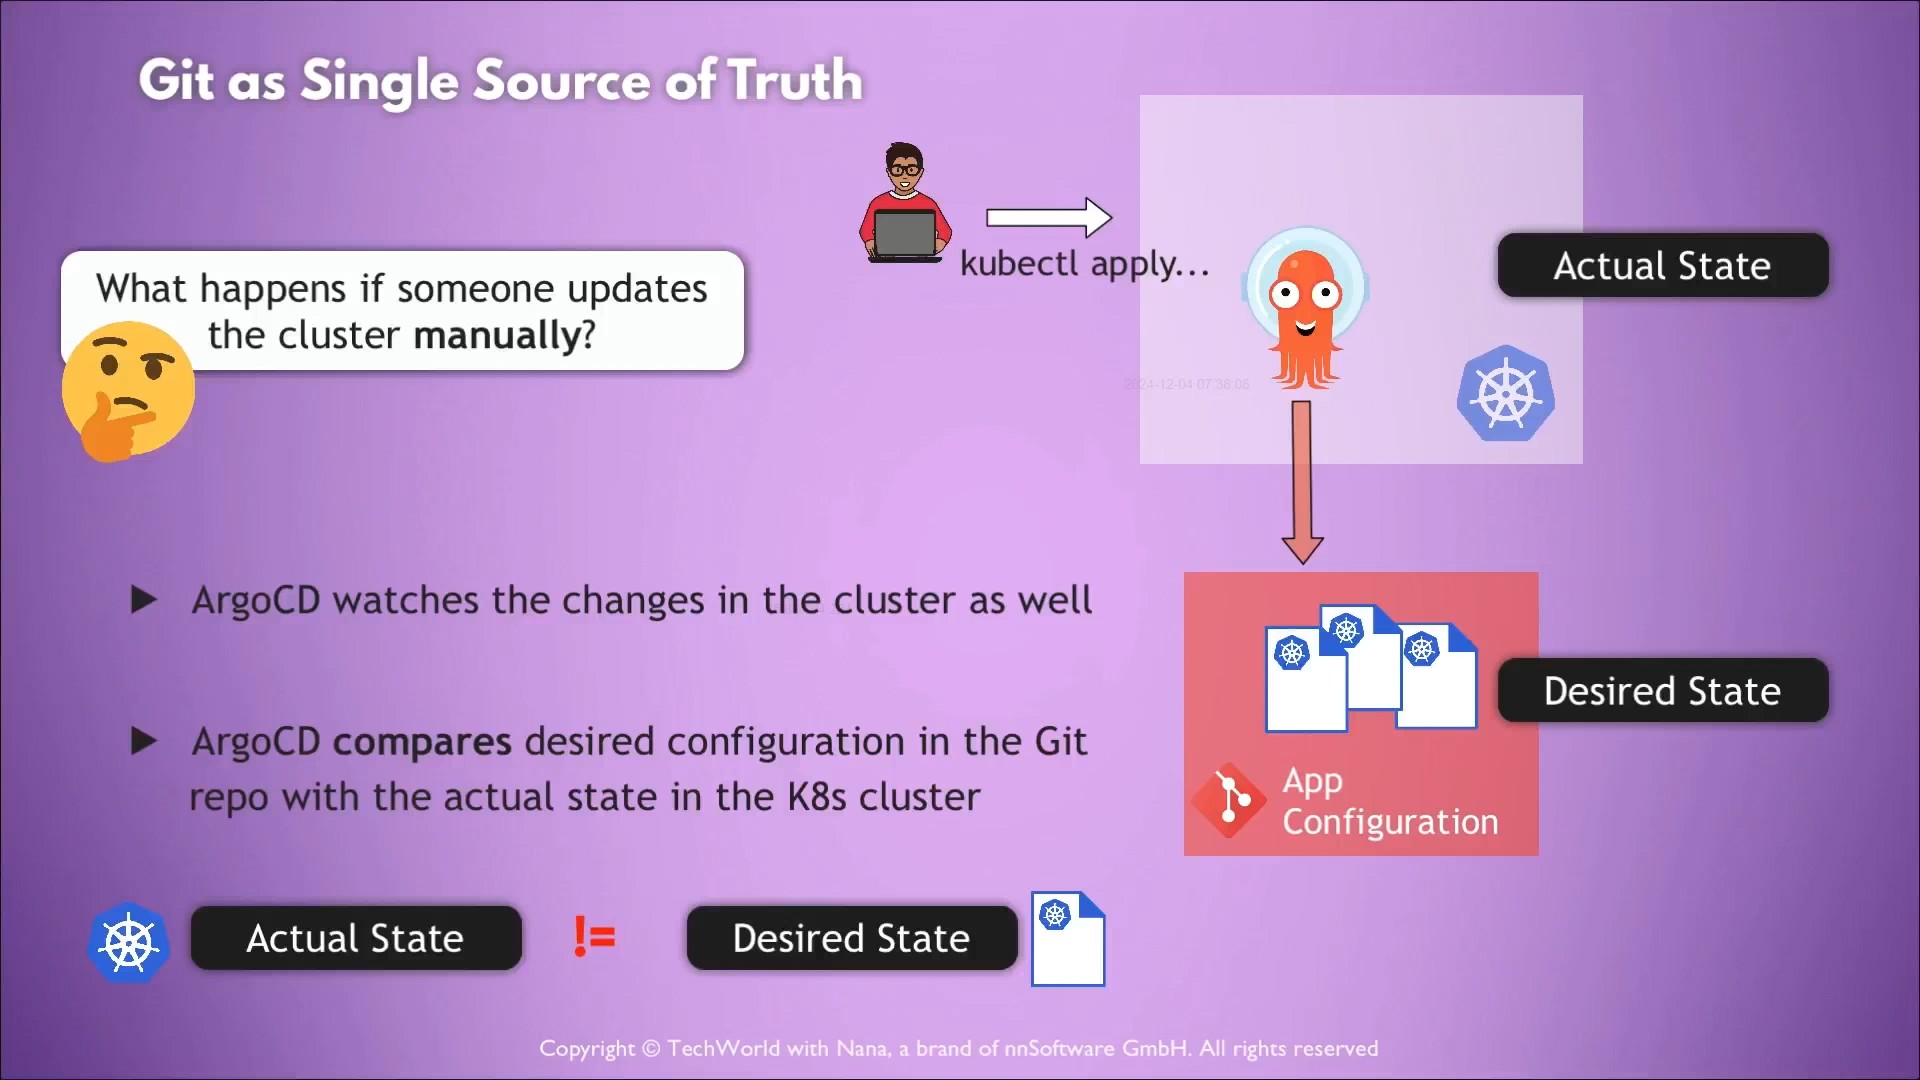 Git as Single Source of Truth
kubectl apply...
Actual State
What happens if someone updates
the cluster manually?
2024-12-04 07:38:06
► ArgoCD watches the changes in the cluster as well
► ArgoCD compares desired configuration in the Git
repo with the actual state in the K8s cluster
Desired State
App
Configuration
Actual State != Desired State
Copyright © TechWorld with Nana, a brand of nnSoftware GmbH. All rights reserved